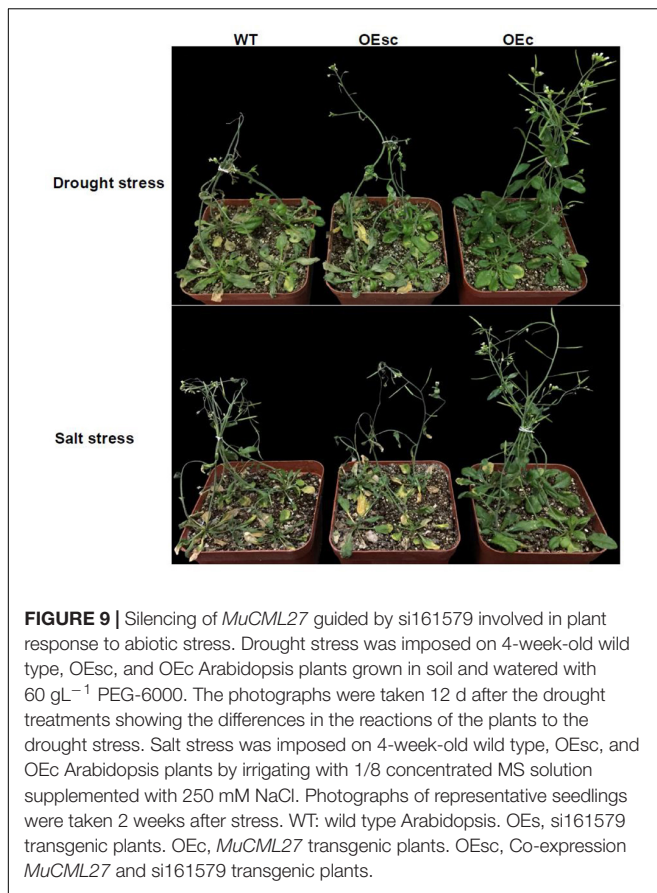 WT OEsc OEc
Drought stress
Salt stress
FIGURE 9 | Silencing of MuCML27 guided by si161579 involved in plant
response to abiotic stress. Drought stress was imposed on 4-week-old wild
type, OEsc, and OEc Arabidopsis plants grown in soil and watered with
60 gL−1 PEG-6000. The photographs were taken 12 d after the drought
treatments showing the differences in the reactions of the plants to the
drought stress. Salt stress was imposed on 4-week-old wild type, OEsc, and
OEc Arabidopsis plants by irrigating with 1/8 concentrated MS solution
supplemented with 250 mM NaCl. Photographs of representative seedlings
were taken 2 weeks after stress. WT: wild type Arabidopsis. OEs, si161579
transgenic plants. OEc, MuCML27 transgenic plants. OEsc, Co-expression
MuCML27 and si161579 transgenic plants.